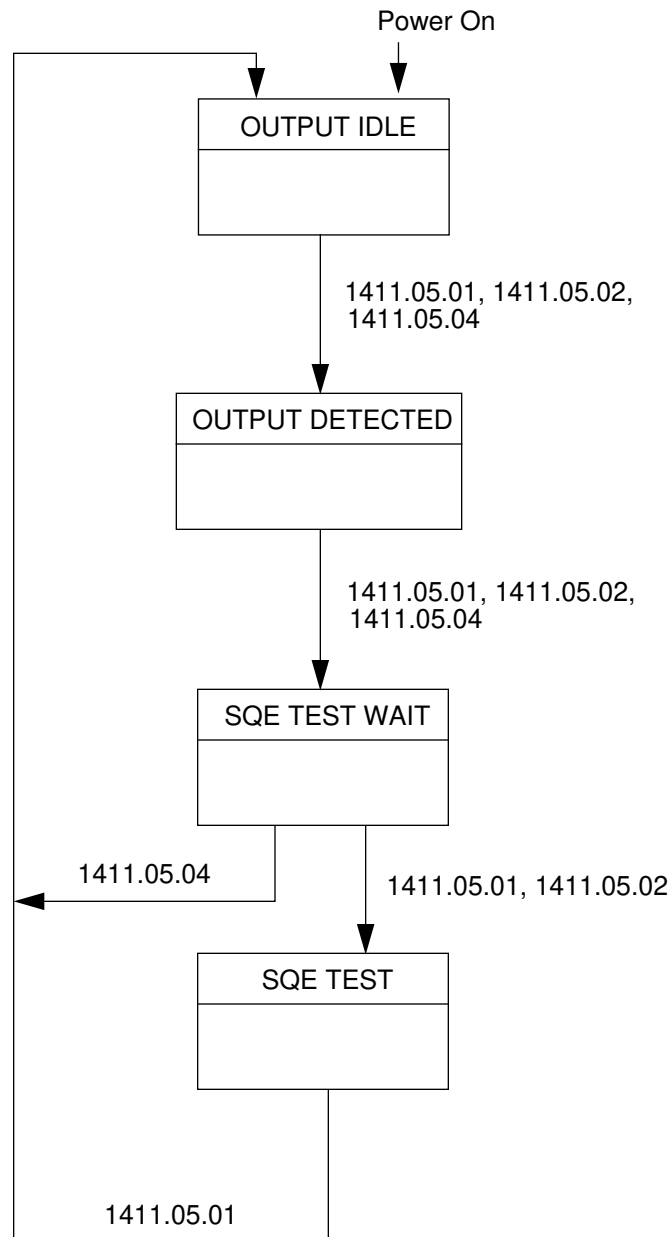 Power On
OUTPUT IDLE
1411.05.01, 1411.05.02,
1411.05.04
OUTPUT DETECTED
1411.05.01, 1411.05.02,
1411.05.04
SQE TEST WAIT
1411.05.04
1411.05.01, 1411.05.02
SQE TEST
1411.05.01